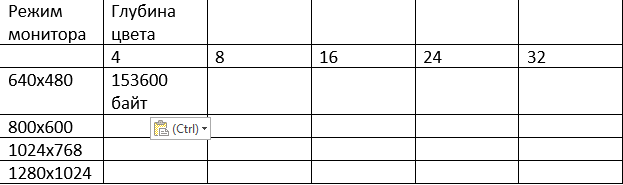 Режим Глубина
монитора цвета
4 8 16 24 32
640x480 153600
байт
800x600
(Ctrl)
1024x768
1280x1024